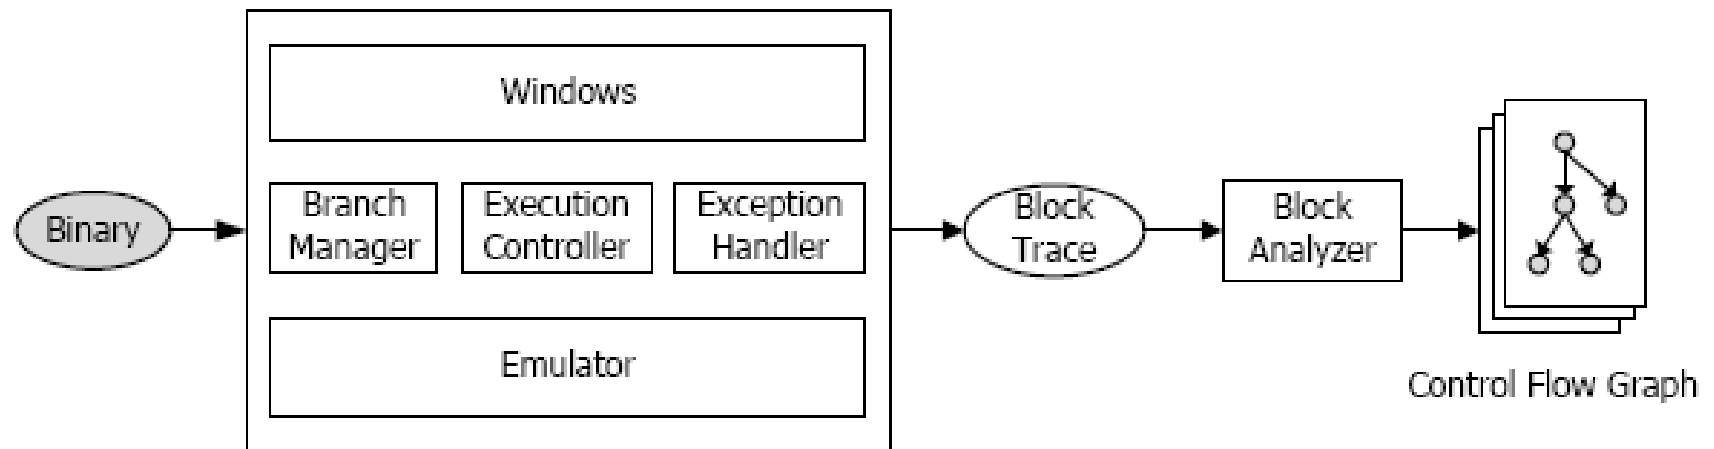 Windows
Binary
Branch
Manager
Execution
Controller
Exception
Handler
Block
Trace
Block
Analyzer
Emulator
Control Flow Graph